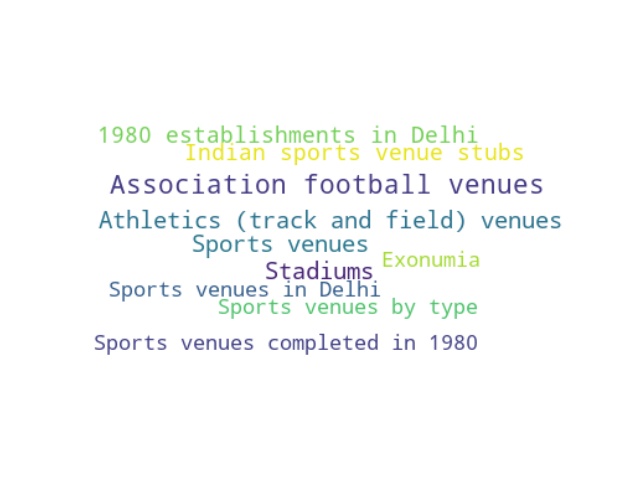 1980 establishments in Delhi
Indian sports venue stubs
Association football venues
Athletics (track and field) venues
Sports venues
Exonumia
Stadiums
Sports venues in Delhi
Sports venues by type
Sports venues completed in 1980